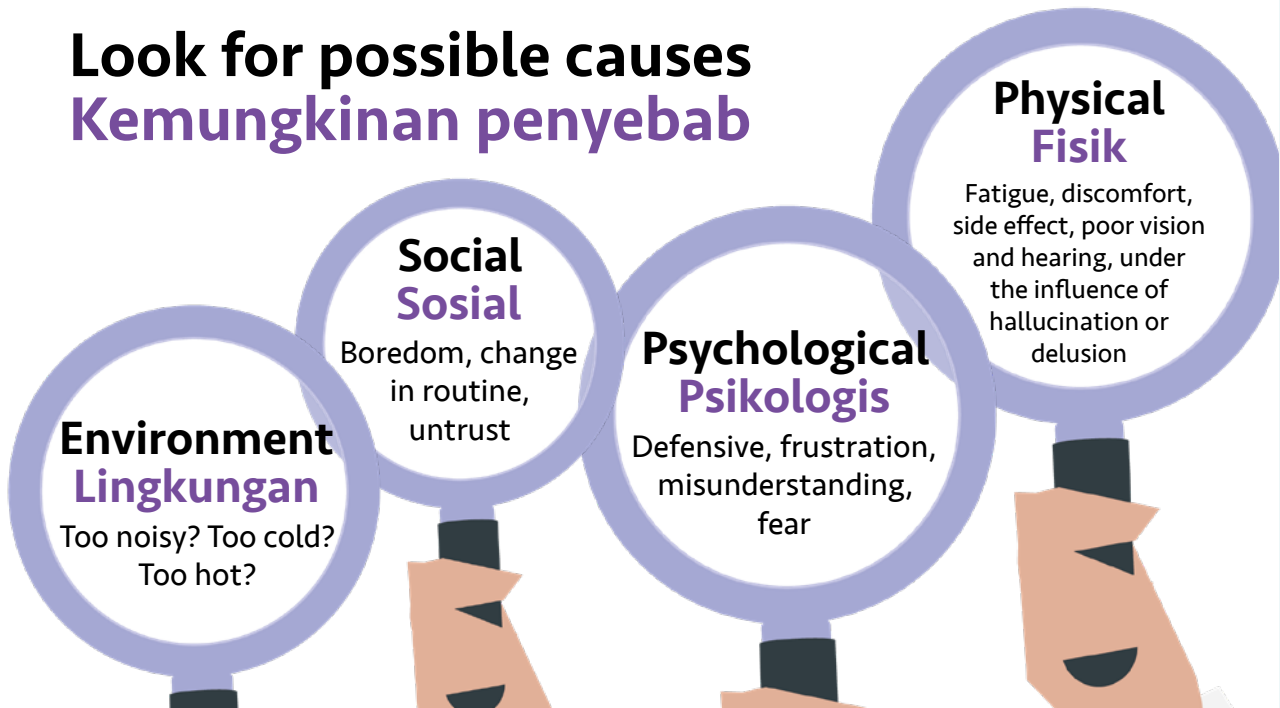 Look for possible causes
Kemungkinan penyebab
Environment
Lingkungan
Too noisy? Too cold?
Too hot?
Social
Sosial
Boredom, change
in routine,
untrust
Psychological
Psikologis
Defensive, frustration,
misunderstanding,
fear
Physical
Fisik
Fatigue, discomfort,
side effect, poor vision
and hearing, under
the influence of
hallucination or
delusion